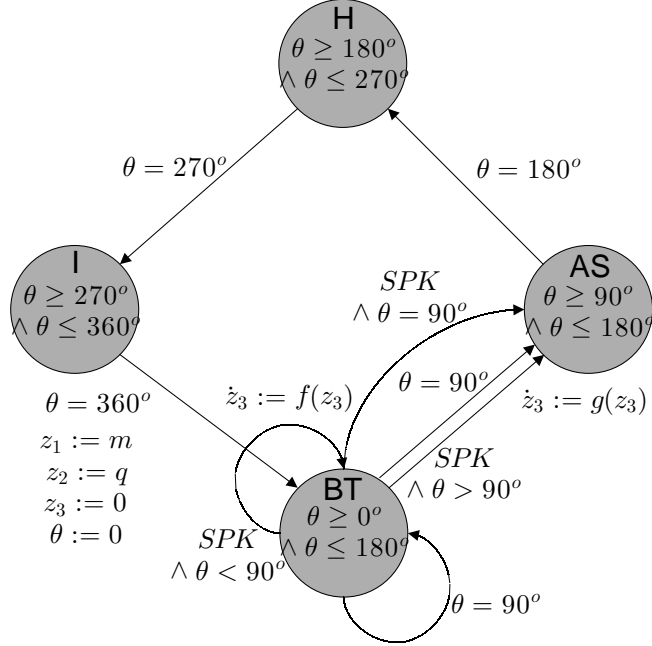 H
θ ≥ 180°
∧ θ ≤ 270°
θ = 270°
θ = 180°
I
θ ≥ 270°
∧ θ ≤ 360°
AS
θ ≥ 90°
∧ θ ≤ 180°
SPK
∧ θ = 90°
θ = 90°
ż₃ := f(z₃)
ż₃ := g(z₃)
θ = 360°
z₁ := m
z₂ := q
z₃ := 0
θ := 0
SPK
∧ θ > 90°
BT
θ ≥ 0°
∧ θ ≤ 180°
SPK
∧ θ < 90°
θ = 90°